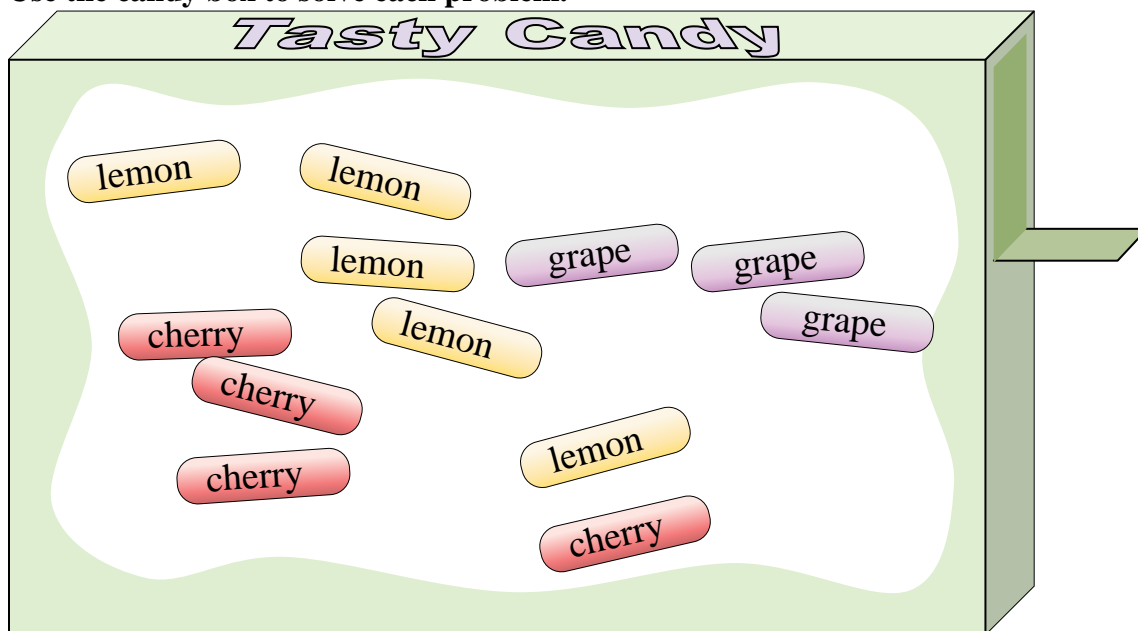 Use the candy box to solve each problem.
Tasty Candy
lemon
lemon
lemon
grape
grape
grape
cherry
lemon
cherry
lemon
cherry
cherry